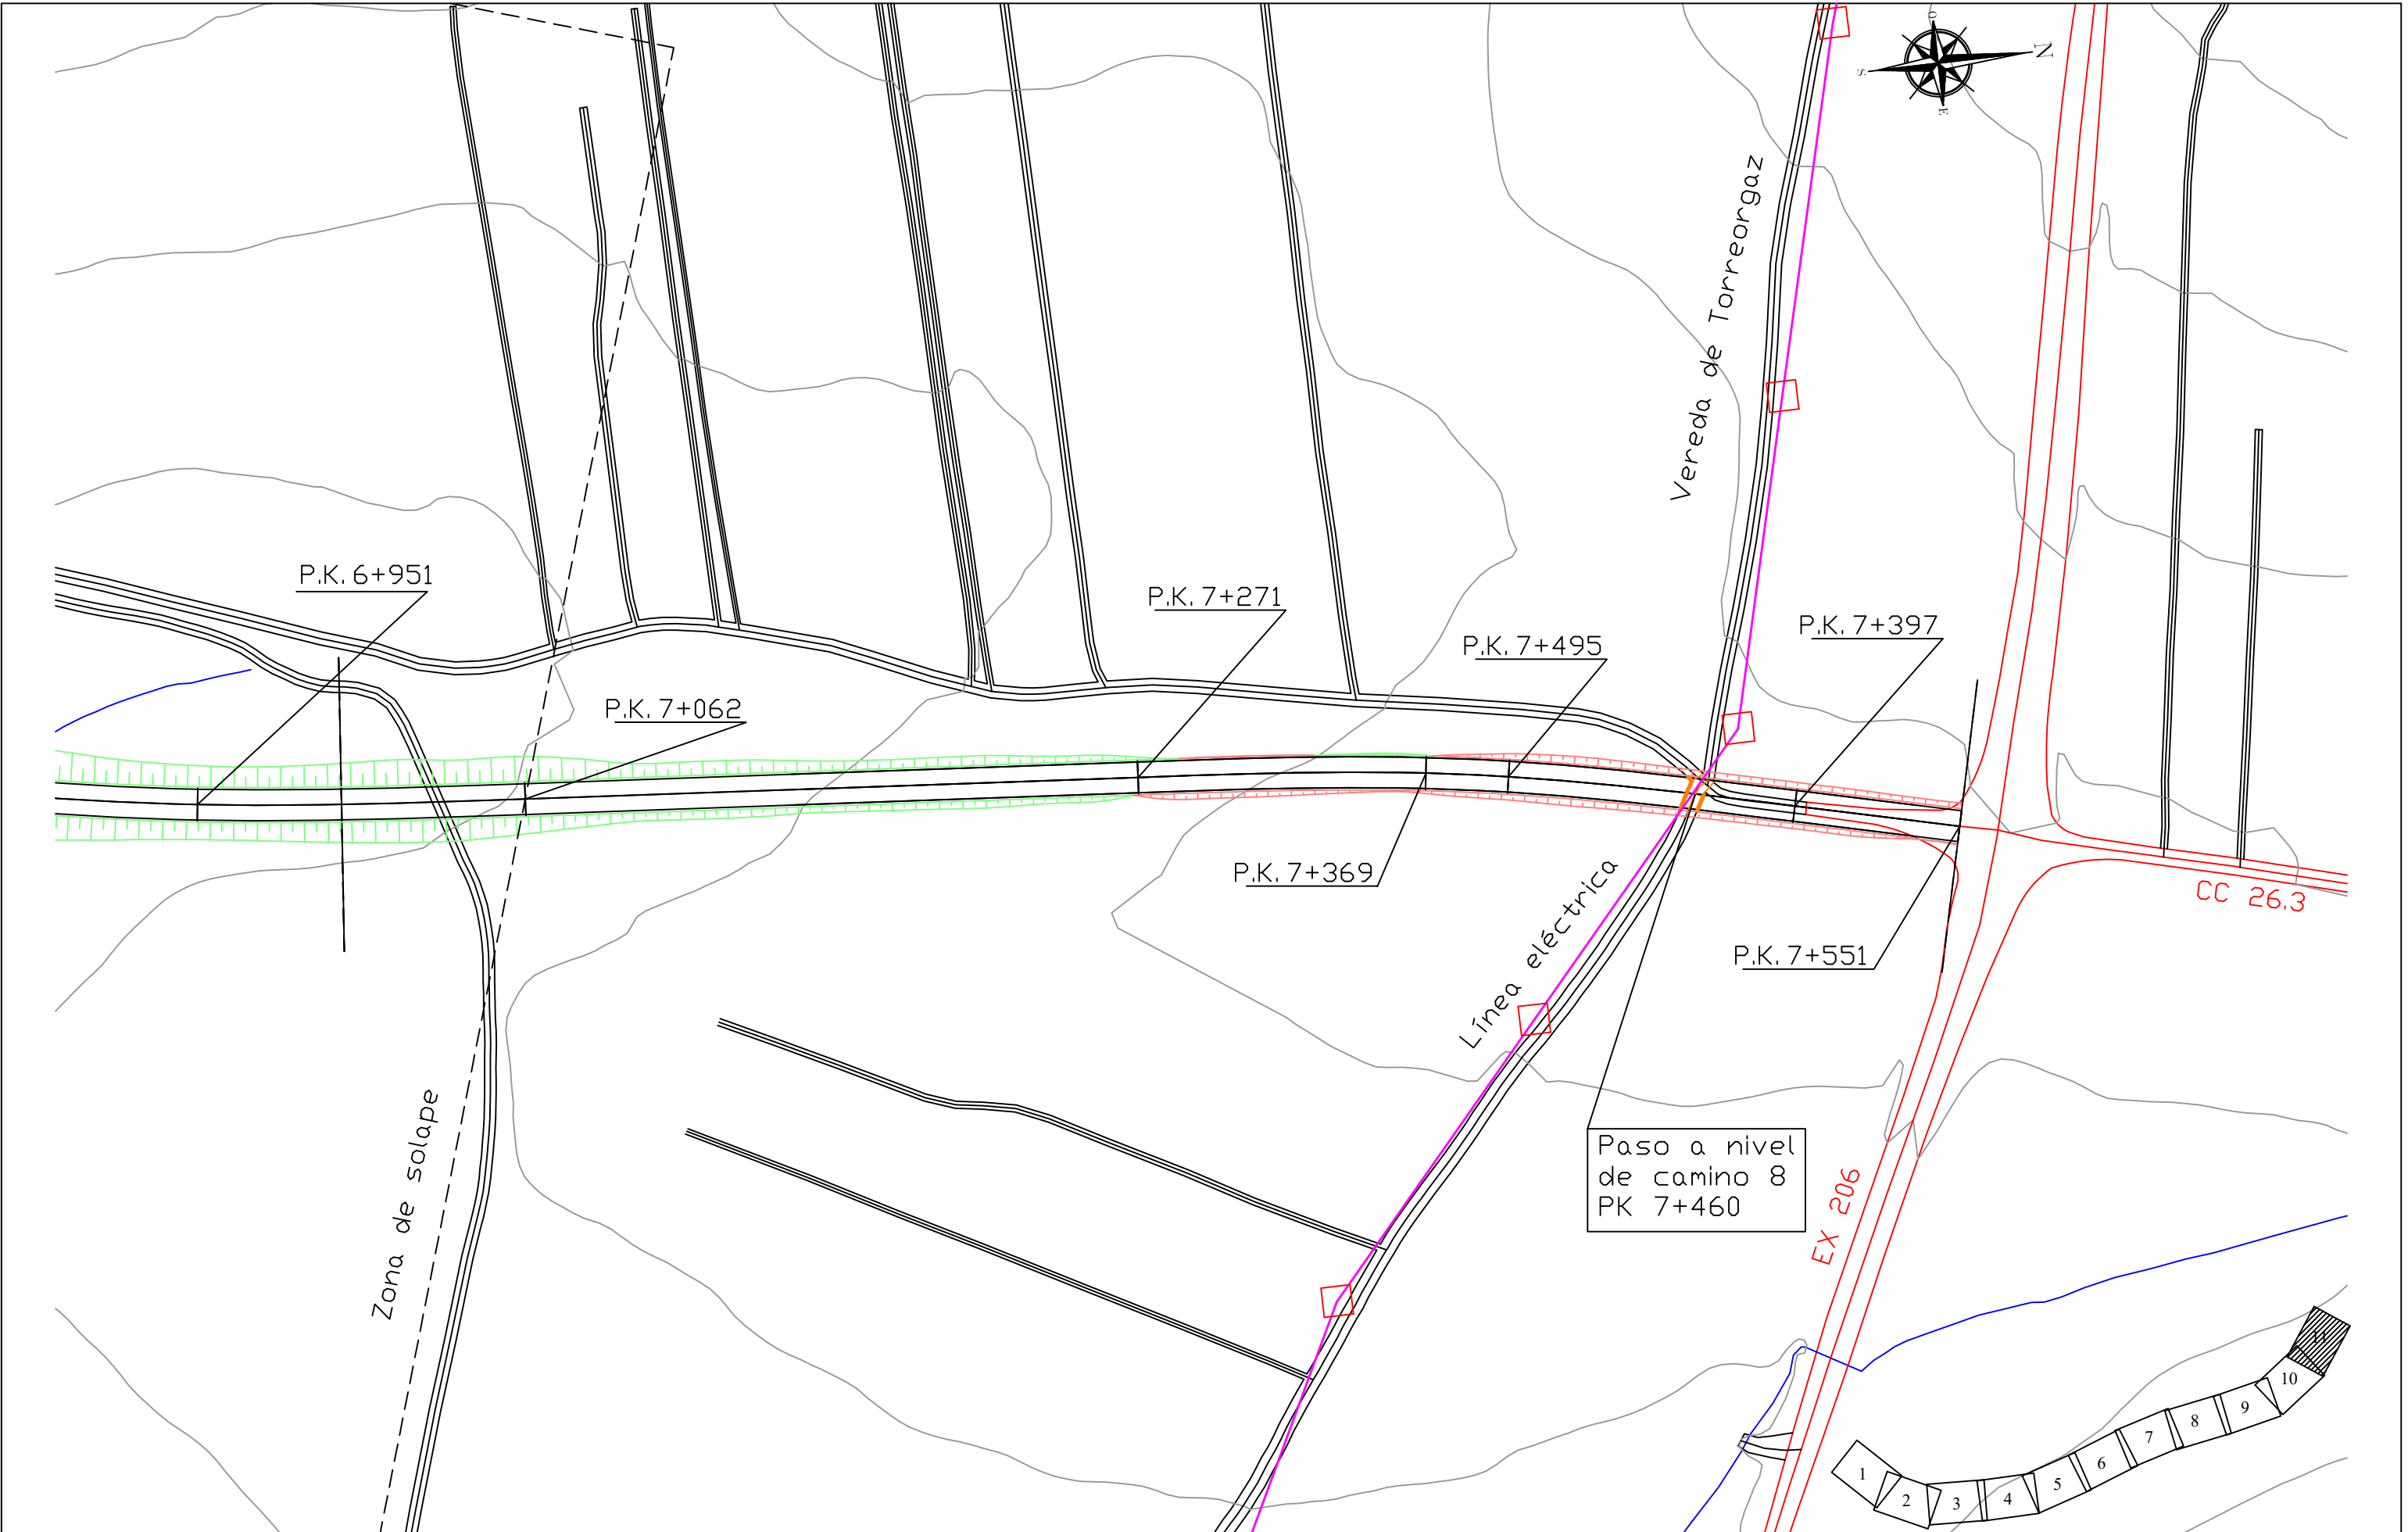 O
N
S
E
Vereda de Torreorgaz
P.K. 6+951
P.K. 7+271
P.K. 7+495
P.K. 7+397
P.K. 7+062
P.K. 7+369
CC 26.3
P.K. 7+551
Línea eléctrica
Zona de solape
Paso a nivel
de camino 8
PK 7+460
EX 206
11
10
9
8
7
6
5
4
3
2
1